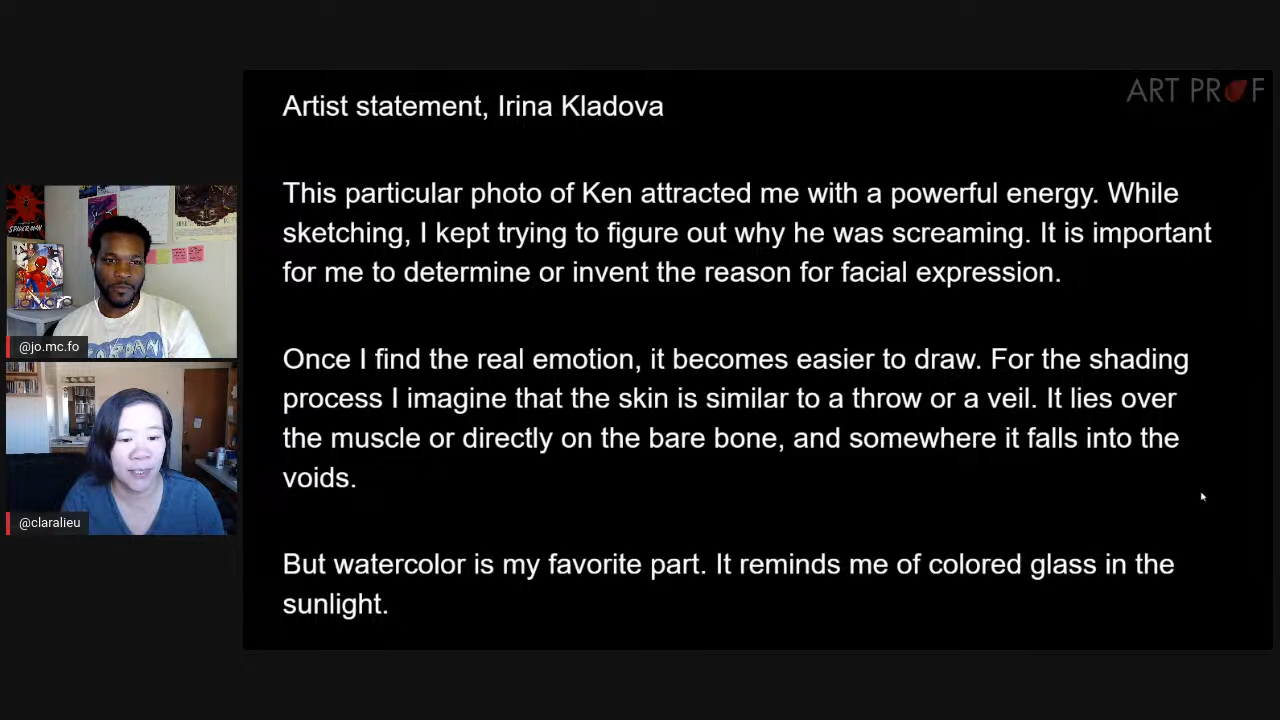 ART PROF
Artist statement, Irina Kladova
This particular photo of Ken attracted me with a powerful energy. While
sketching, I kept trying to figure out why he was screaming. It is important
for me to determine or invent the reason for facial expression.
Once I find the real emotion, it becomes easier to draw. For the shading
process I imagine that the skin is similar to a throw or a veil. It lies over
the muscle or directly on the bare bone, and somewhere it falls into the
voids.
But watercolor is my favorite part. It reminds me of colored glass in the
sunlight.
SPIDER-MAN
@jo.mc.fo
@claralieu